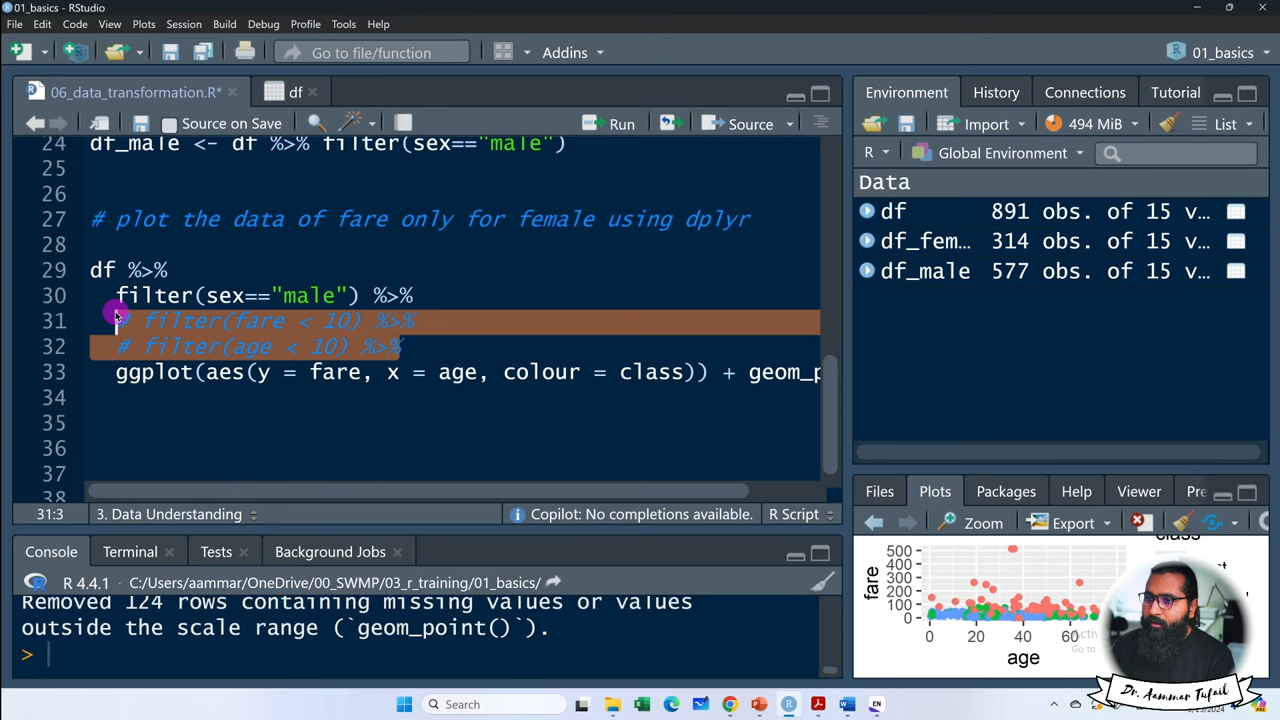 01_basics - RStudio
File Edit Code View Plots Session Build Debug Profile Tools Help
Go to file/function Addins 01_basics
06_data_transformation.R* df
Source on Save Run Source
24 df_male <- df %>% filter(sex=="male")
25
26
27 # plot the data of fare only for female using dplyr
28
29 df %>%
30 filter(sex=="male") %>%
31 # filter(fare < 10) %>%
32 # filter(age < 10) %>%
33 ggplot(aes(y = fare, x = age, colour = class)) + geom_p
34
35
36
37
38
31:3 3. Data Understanding Copilot: No completions available. R Script
Console Terminal Tests Background Jobs
R 4.4.1 · C:/Users/aammar/OneDrive/00_SWMP/03_r_training/01_basics/
Removed 124 rows containing missing values or values
outside the scale range (`geom_point()`).
>
Environment History Connections Tutorial
Import 494 MiB List
R Global Environment
Data
df 891 obs. of 15 v…
df_fem… 314 obs. of 15 v…
df_male 577 obs. of 15 v…
Files Plots Packages Help Viewer Pre
Zoom Export
class
500
400
300
200
100
0
fare
0 20 40 60
age
Dr. Aammar Tufail
Search